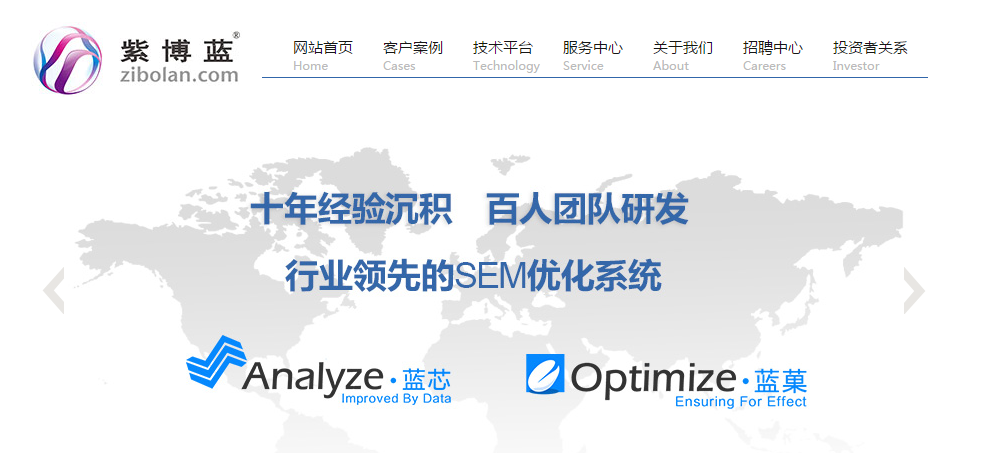 紫博蓝®
zibolan.com
网站首页 客户案例 技术平台 服务中心 关于我们 招聘中心 投资者关系
Home Cases Technology Service About Careers Investor
十年经验沉积 百人团队研发
行业领先的SEM优化系统
Analyze·蓝芯 Optimize·蓝菓
Improved By Data Ensuring For Effect